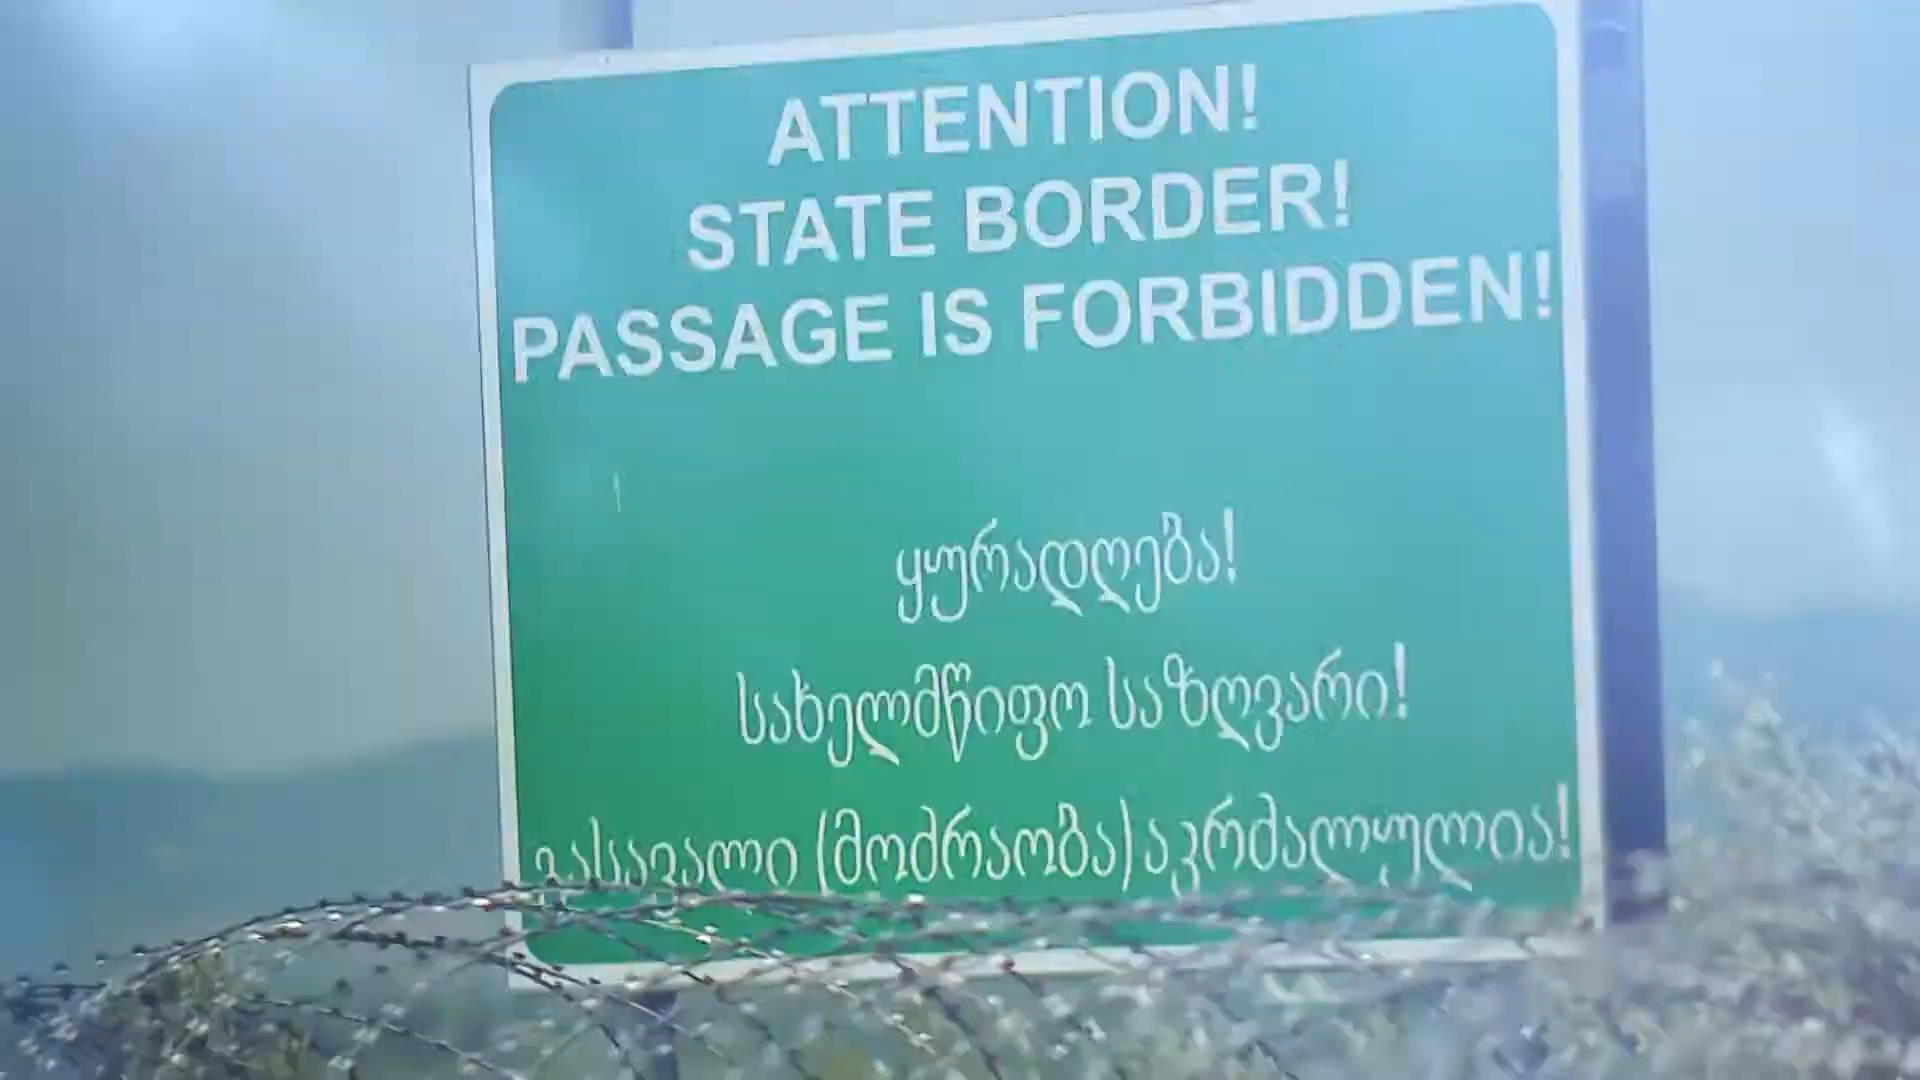 ATTENTION!
STATE BORDER!
PASSAGE IS FORBIDDEN!
ყურადღება!
სახელმწიფო საზღვარი!
გასავალი (მოძრაობა) აკრძალულია!